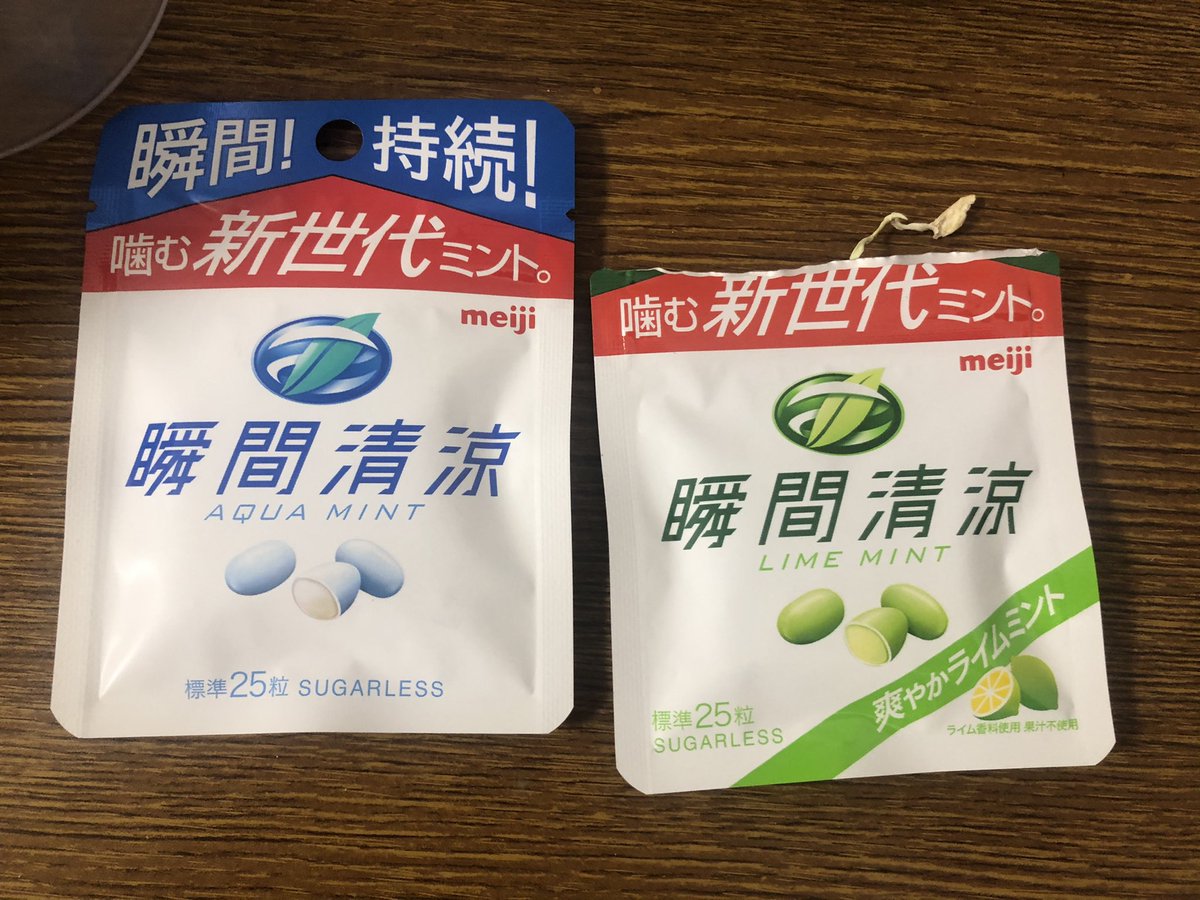 瞬間! 持続!
噛む新世代ミント。
meiji
瞬間清涼
AQUA MINT
標準25粒 SUGARLESS
噛む新世代ミント。
meiji
瞬間清涼
LIME MINT
爽やかライムミント
標準25粒
SUGARLESS
ライム香料使用 果汁不使用